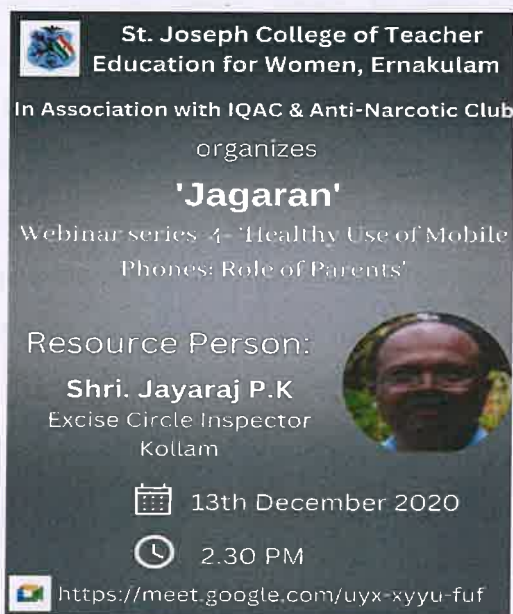 St. Joseph College of Teacher
Education for Women, Ernakulam
In Association with IQAC & Anti-Narcotic Club
organizes
'Jagaran'
Webinar series -4- 'Healthy Use of Mobile
Phones: Role of Parents'
Resource Person:
Shri. Jayaraj P.K
Excise Circle Inspector
Kollam
13th December 2020
2.30 PM
https://meet.google.com/uyx-xyyu-fuf